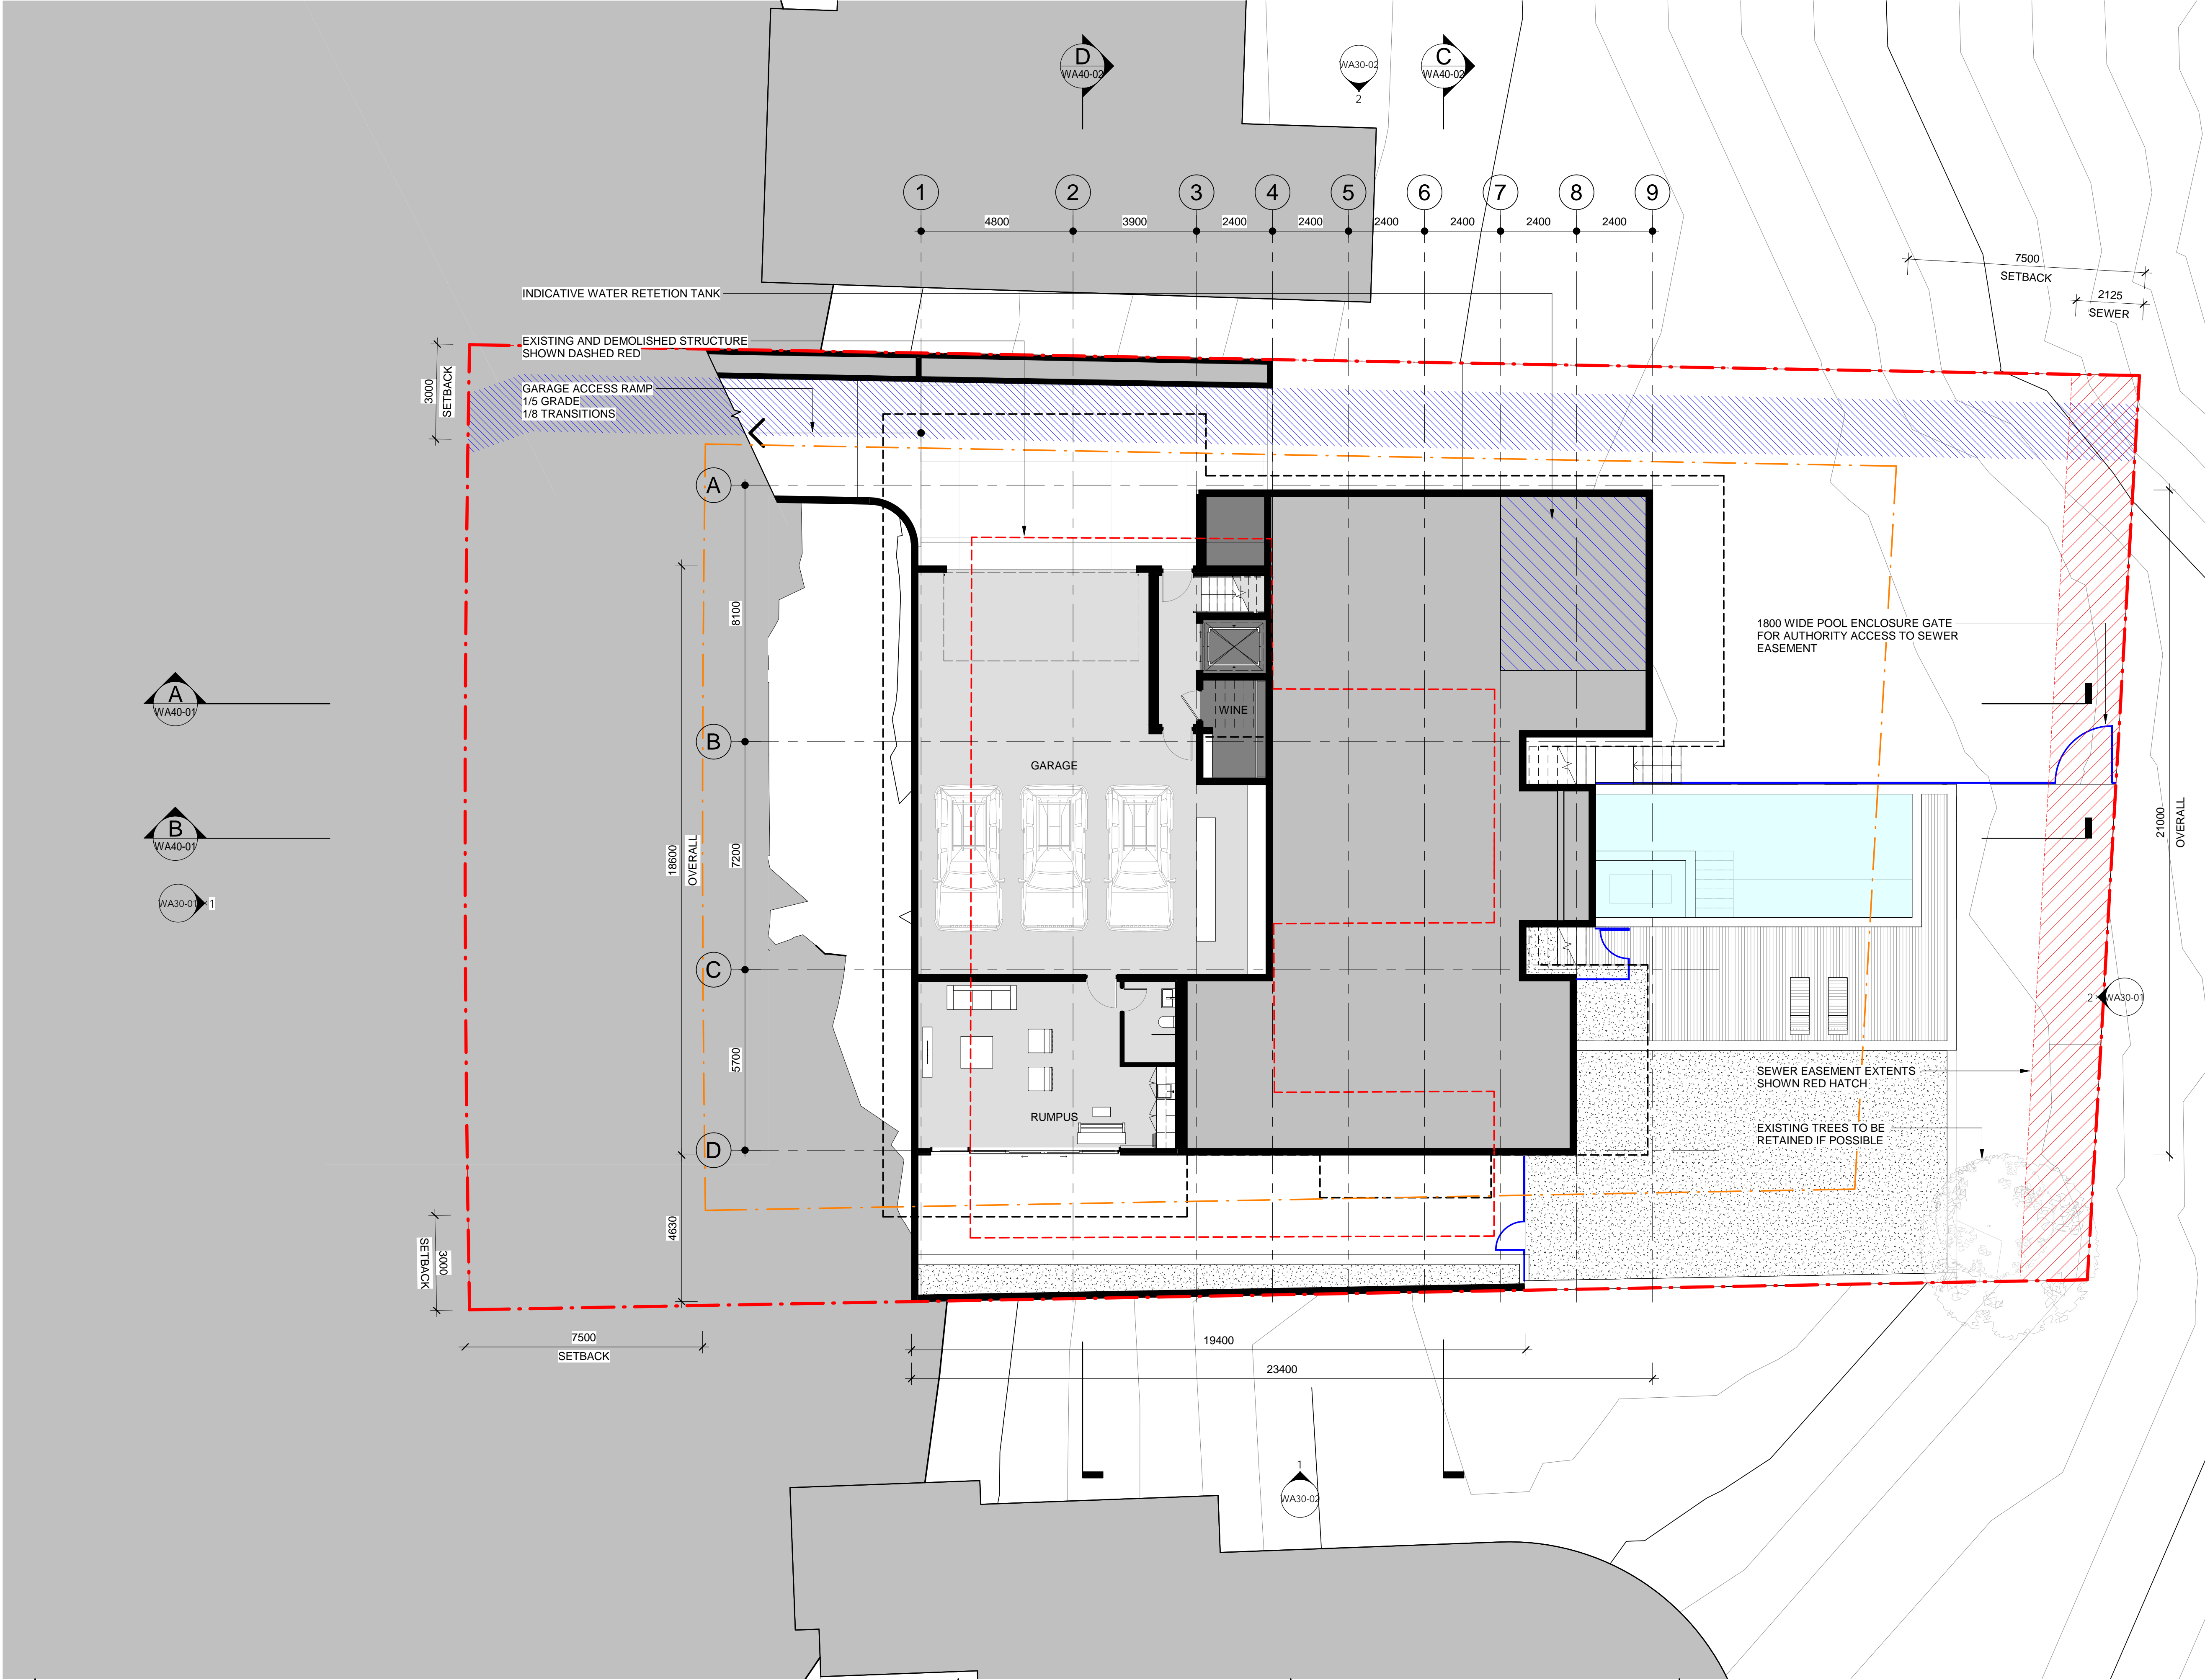 D
WA40-02
WA30-02
2
C
WA40-02
1
2
3
4
5
6
7
8
9
4800
3900
2400
2400
2400
2400
2400
2400
7500
SETBACK
2125
SEWER
INDICATIVE WATER RETETION TANK
EXISTING AND DEMOLISHED STRUCTURE
SHOWN DASHED RED
GARAGE ACCESS RAMP
1/5 GRADE
1/8 TRANSITIONS
3000
SETBACK
A
8100
1800 WIDE POOL ENCLOSURE GATE
FOR AUTHORITY ACCESS TO SEWER
EASEMENT
A
WA40-01
WINE
B
GARAGE
B
WA40-01
18600
OVERALL
7200
21000
OVERALL
WA30-01
1
C
2
WA30-01
5700
SEWER EASEMENT EXTENTS
SHOWN RED HATCH
RUMPUS
EXISTING TREES TO BE
RETAINED IF POSSIBLE
D
4630
3000
SETBACK
7500
SETBACK
19400
23400
1
WA30-02